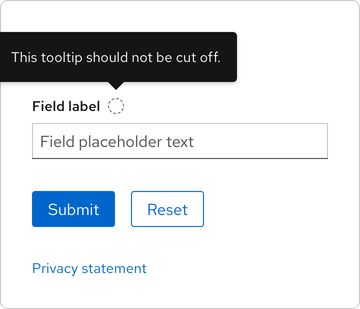 This tooltip should not be cut off.
Field label
Field placeholder text
Submit Reset
Privacy statement